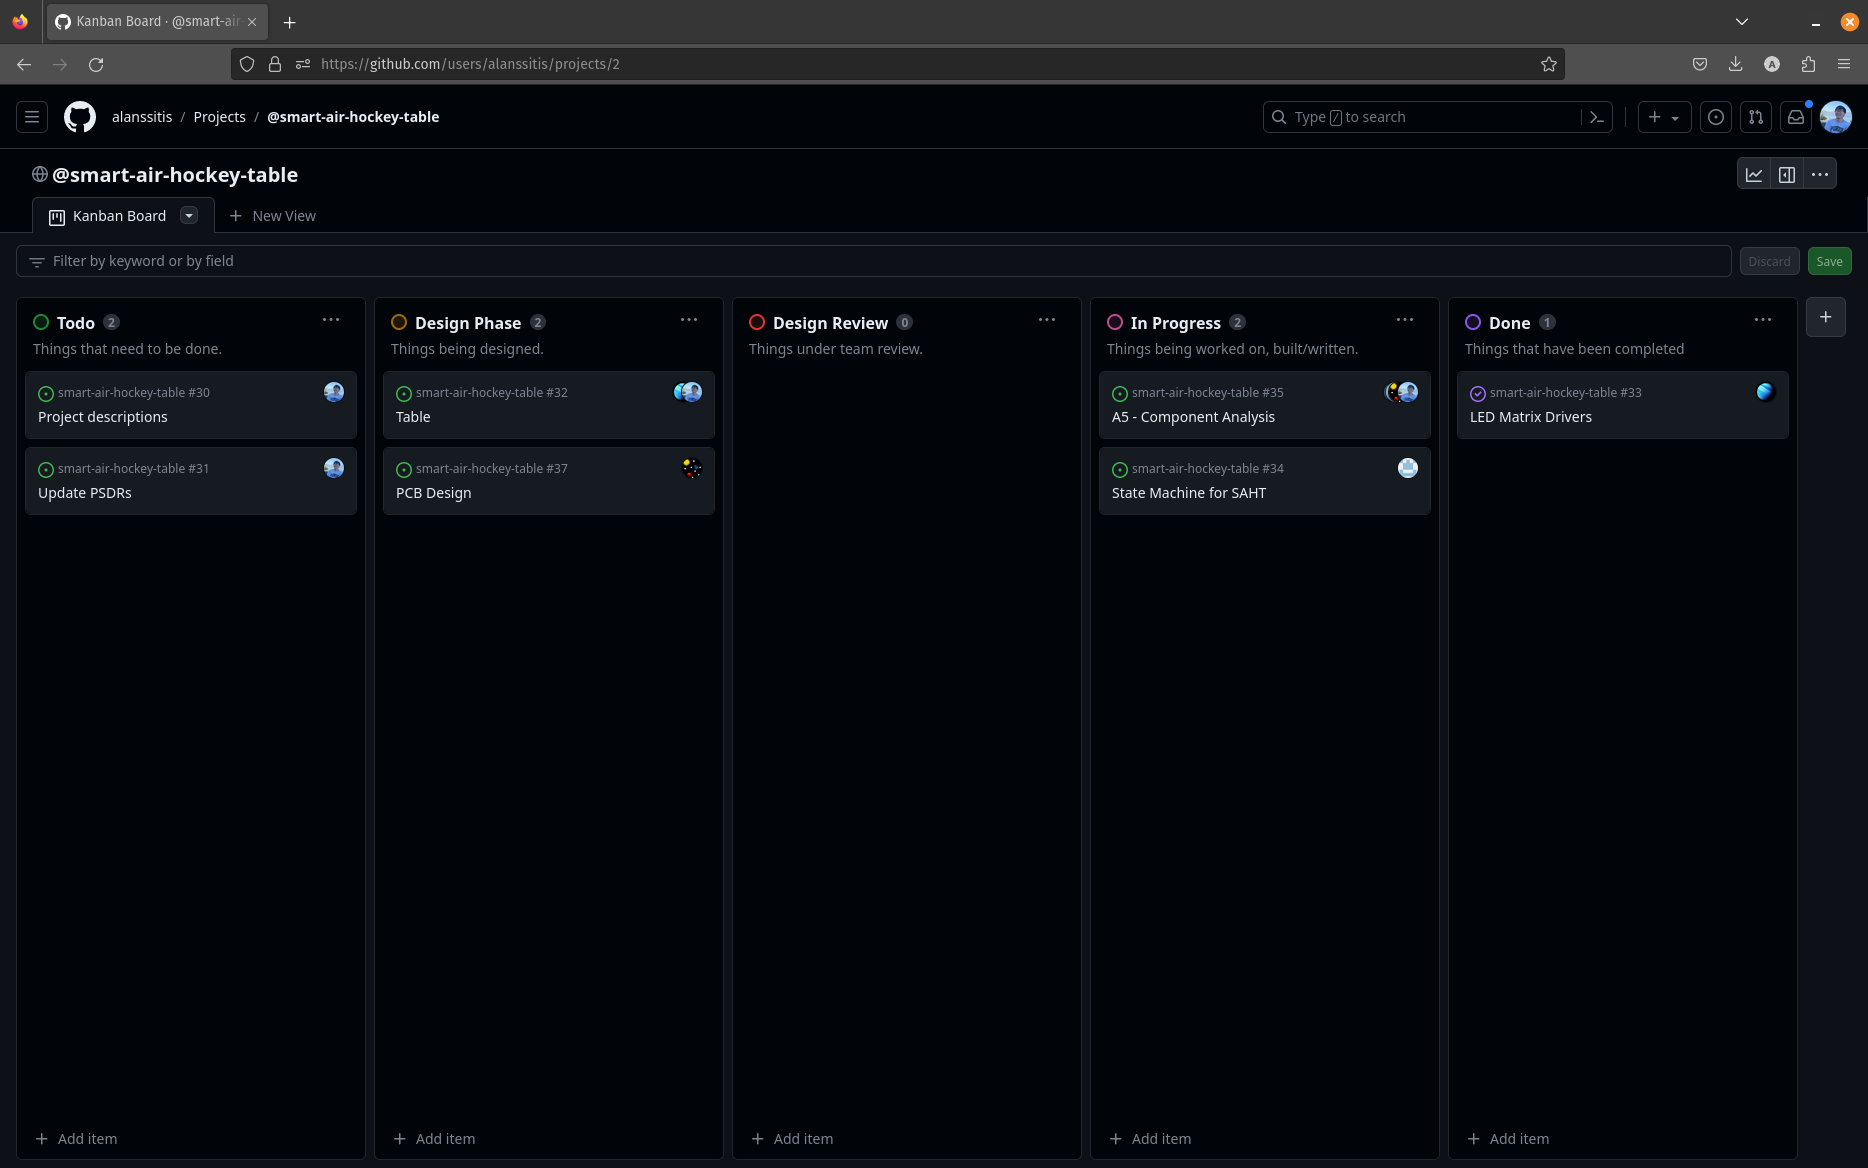 Kanban Board · @smart-air-
https://github.com/users/alanssitis/projects/2
A
alanssitis / Projects / @smart-air-hockey-table
Type / to search
@smart-air-hockey-table
Kanban Board
New View
Filter by keyword or by field
Discard
Save
Todo 2
Things that need to be done.
smart-air-hockey-table #30
Project descriptions
smart-air-hockey-table #31
Update PSDRs
Add item
Design Phase 2
Things being designed.
smart-air-hockey-table #32
Table
smart-air-hockey-table #37
PCB Design
Add item
Design Review 0
Things under team review.
Add item
In Progress 2
Things being worked on, built/written.
smart-air-hockey-table #35
A5 - Component Analysis
smart-air-hockey-table #34
State Machine for SAHT
Add item
Done 1
Things that have been completed
smart-air-hockey-table #33
LED Matrix Drivers
Add item